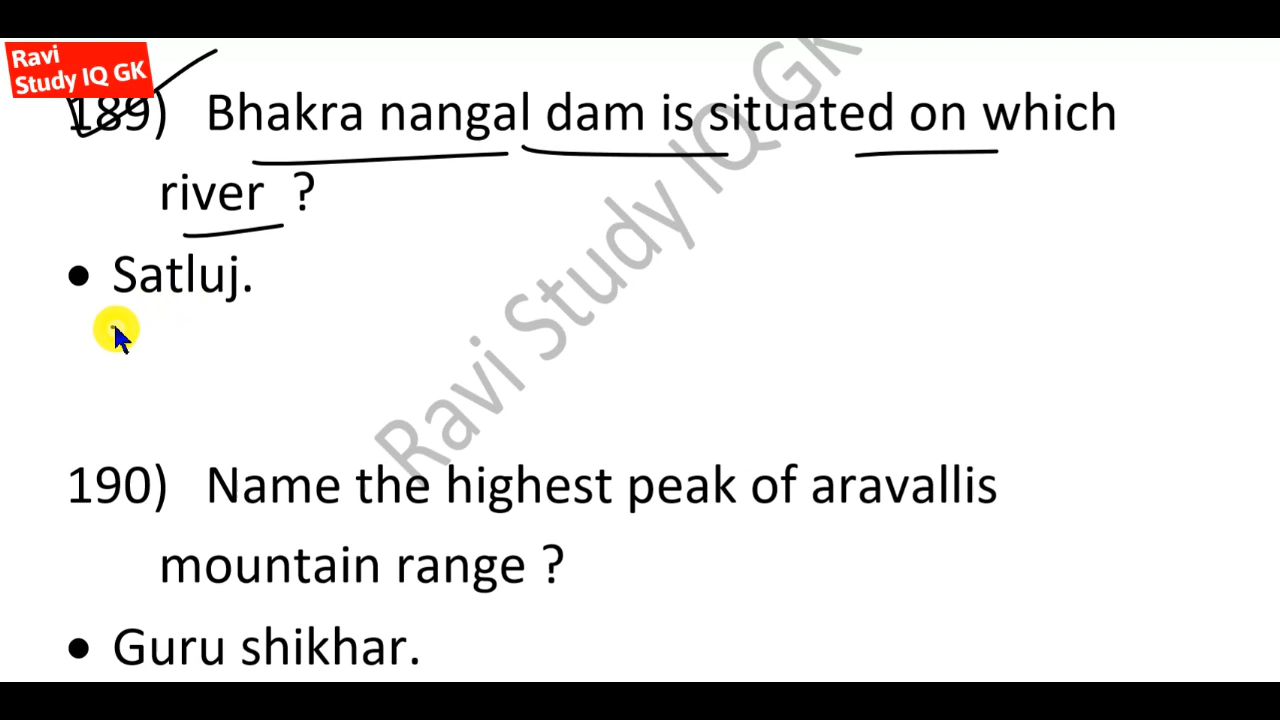 Ravi
Study IQ GK
189) Bhakra nangal dam is situated on which
river ?
• Satluj.
Ravi Study IQ GK
190) Name the highest peak of aravallis
mountain range ?
• Guru shikhar.